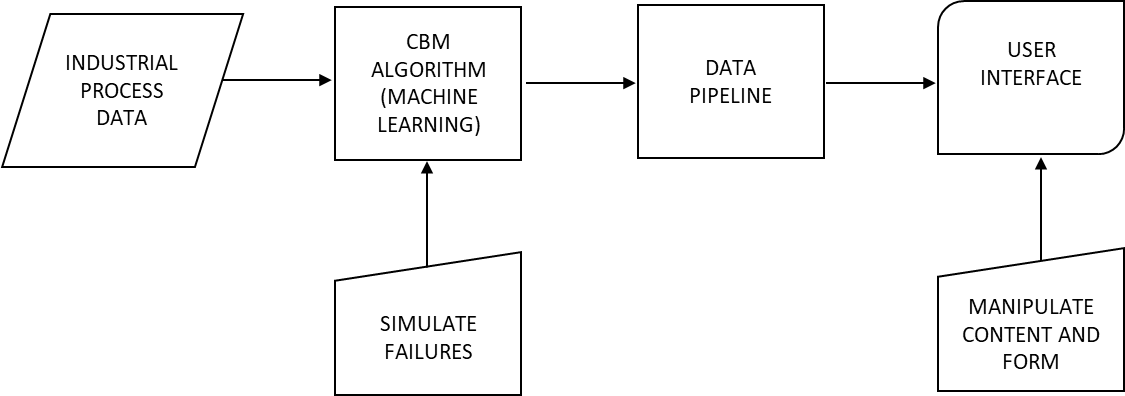 INDUSTRIAL
PROCESS
DATA
CBM
ALGORITHM
(MACHINE
LEARNING)
DATA
PIPELINE
USER
INTERFACE
SIMULATE
FAILURES
MANIPULATE
CONTENT AND
FORM